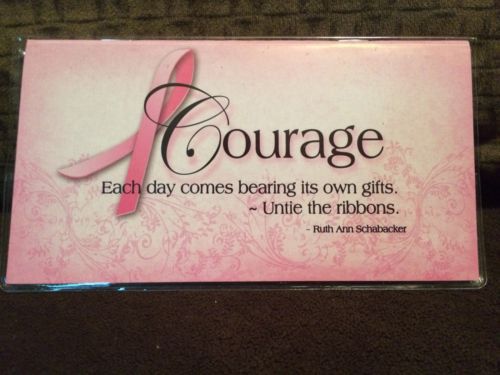 Courage
Each day comes bearing its own gifts.
~ Untie the ribbons.
- Ruth Ann Schabacker